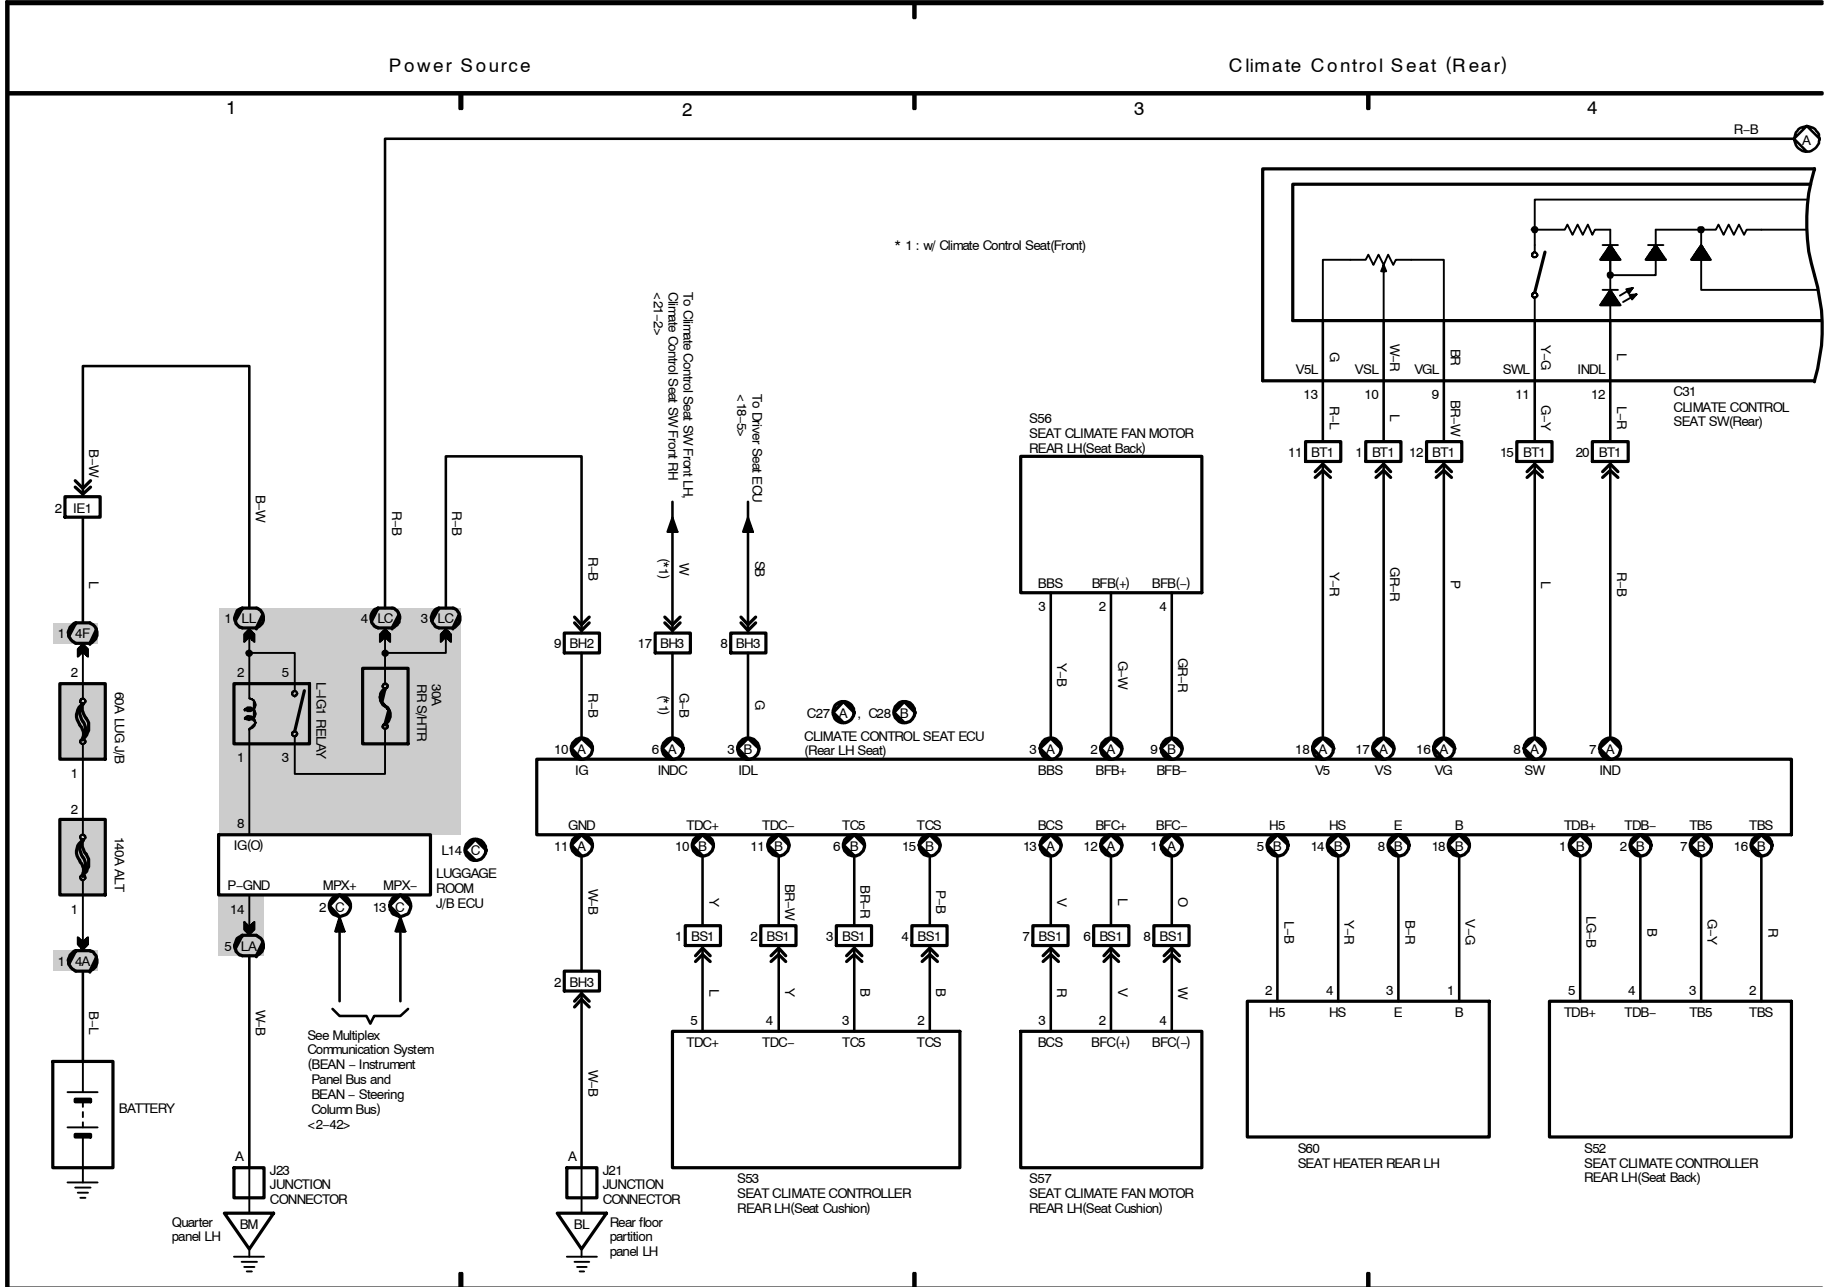 Power Source
Climate Control Seat (Rear)
1
2
3
4
R–B
A
* 1 : w/ Climate Control Seat(Front)
To Climate Control Seat SW Front LH,
Climate Control Seat SW Front RH
<21–2>
To Driver Seat ECU
<18–5>
G
W–R
BR
Y–G
L
V5L
VSL
VGL
SWL
INDL
13
10
9
11
12
C31
CLIMATE CONTROL
SEAT SW(Rear)
R–L
L
BR–W
G–Y
L–R
11 BT1
1 BT1
12 BT1
15 BT1
20 BT1
Y–R
GR–R
P
L
R–B
S56
SEAT CLIMATE FAN MOTOR
REAR LH(Seat Back)
BBS
BFB(+)
BFB(–)
3
2
4
Y–B
G–W
GR–R
B–W
2 IE1
L
1 4F
2
60A LUG J/B
1
2
140A ALT
1
1 4A
B–L
BATTERY
B–W
R–B
R–B
1 LL
4 LC
3 LC
2
5
L–IG1 RELAY
1
3
30A
RR S/HTR
8
IG(O)
P–GND
MPX+
MPX–
L14 C
LUGGAGE
ROOM
J/B ECU
14
2 C
13 C
5 LA
W–B
See Multiplex
Communication System
(BEAN – Instrument
Panel Bus and
BEAN – Steering
Column Bus)
<2–42>
A
J23
JUNCTION
CONNECTOR
Quarter
panel LH
BM
R–B
W
(*1)
SB
9 BH2
17 BH3
8 BH3
R–B
G–B
(*1)
G
C27 A , C28 B
CLIMATE CONTROL SEAT ECU
(Rear LH Seat)
10 A
6 A
3 B
3 A
2 A
9 B
18 A
17 A
16 A
8 A
7 A
IG
INDC
IDL
BBS
BFB+
BFB–
V5
VS
VG
SW
IND
GND
TDC+
TDC–
TC5
TCS
BCS
BFC+
BFC–
H5
HS
E
B
TDB+
TDB–
TB5
TBS
11 A
10 B
11 B
6 B
15 B
13 A
12 A
1 A
5 B
14 B
8 B
18 B
1 B
2 B
7 B
16 B
W–B
Y
BR–W
BR–R
P–B
V
L
O
L–B
Y–R
B–R
V–G
LG–B
B
G–Y
R
1 BS1
2 BS1
3 BS1
4 BS1
7 BS1
6 BS1
8 BS1
2 BH3
L
Y
B
B
R
V
W
5
4
3
2
3
2
4
2
4
3
1
5
4
3
2
TDC+
TDC–
TC5
TCS
BCS
BFC(+)
BFC(–)
H5
HS
E
B
TDB+
TDB–
TB5
TBS
W–B
A
J21
JUNCTION
CONNECTOR
BL
Rear floor
partition
panel LH
S53
SEAT CLIMATE CONTROLLER
REAR LH(Seat Cushion)
S57
SEAT CLIMATE FAN MOTOR
REAR LH(Seat Cushion)
S60
SEAT HEATER REAR LH
S52
SEAT CLIMATE CONTROLLER
REAR LH(Seat Back)